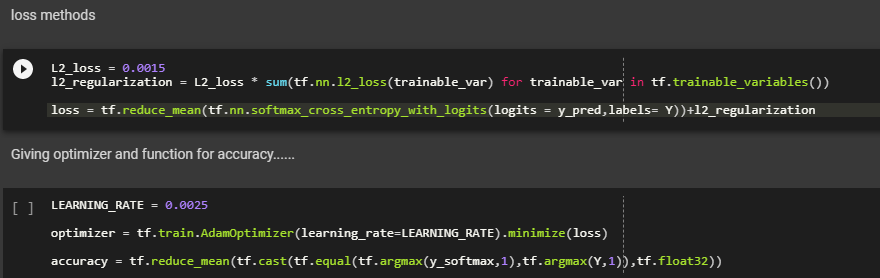 loss methods
L2_loss = 0.0015
l2_regularization = L2_loss * sum(tf.nn.l2_loss(trainable_var) for trainable_var in tf.trainable_variables())
loss = tf.reduce_mean(tf.nn.softmax_cross_entropy_with_logits(logits = y_pred,labels= Y))+l2_regularization
Giving optimizer and function for accuracy......
[ ] LEARNING_RATE = 0.0025
optimizer = tf.train.AdamOptimizer(learning_rate=LEARNING_RATE).minimize(loss)
accuracy = tf.reduce_mean(tf.cast(tf.equal(tf.argmax(y_softmax,1),tf.argmax(Y,1)),tf.float32))